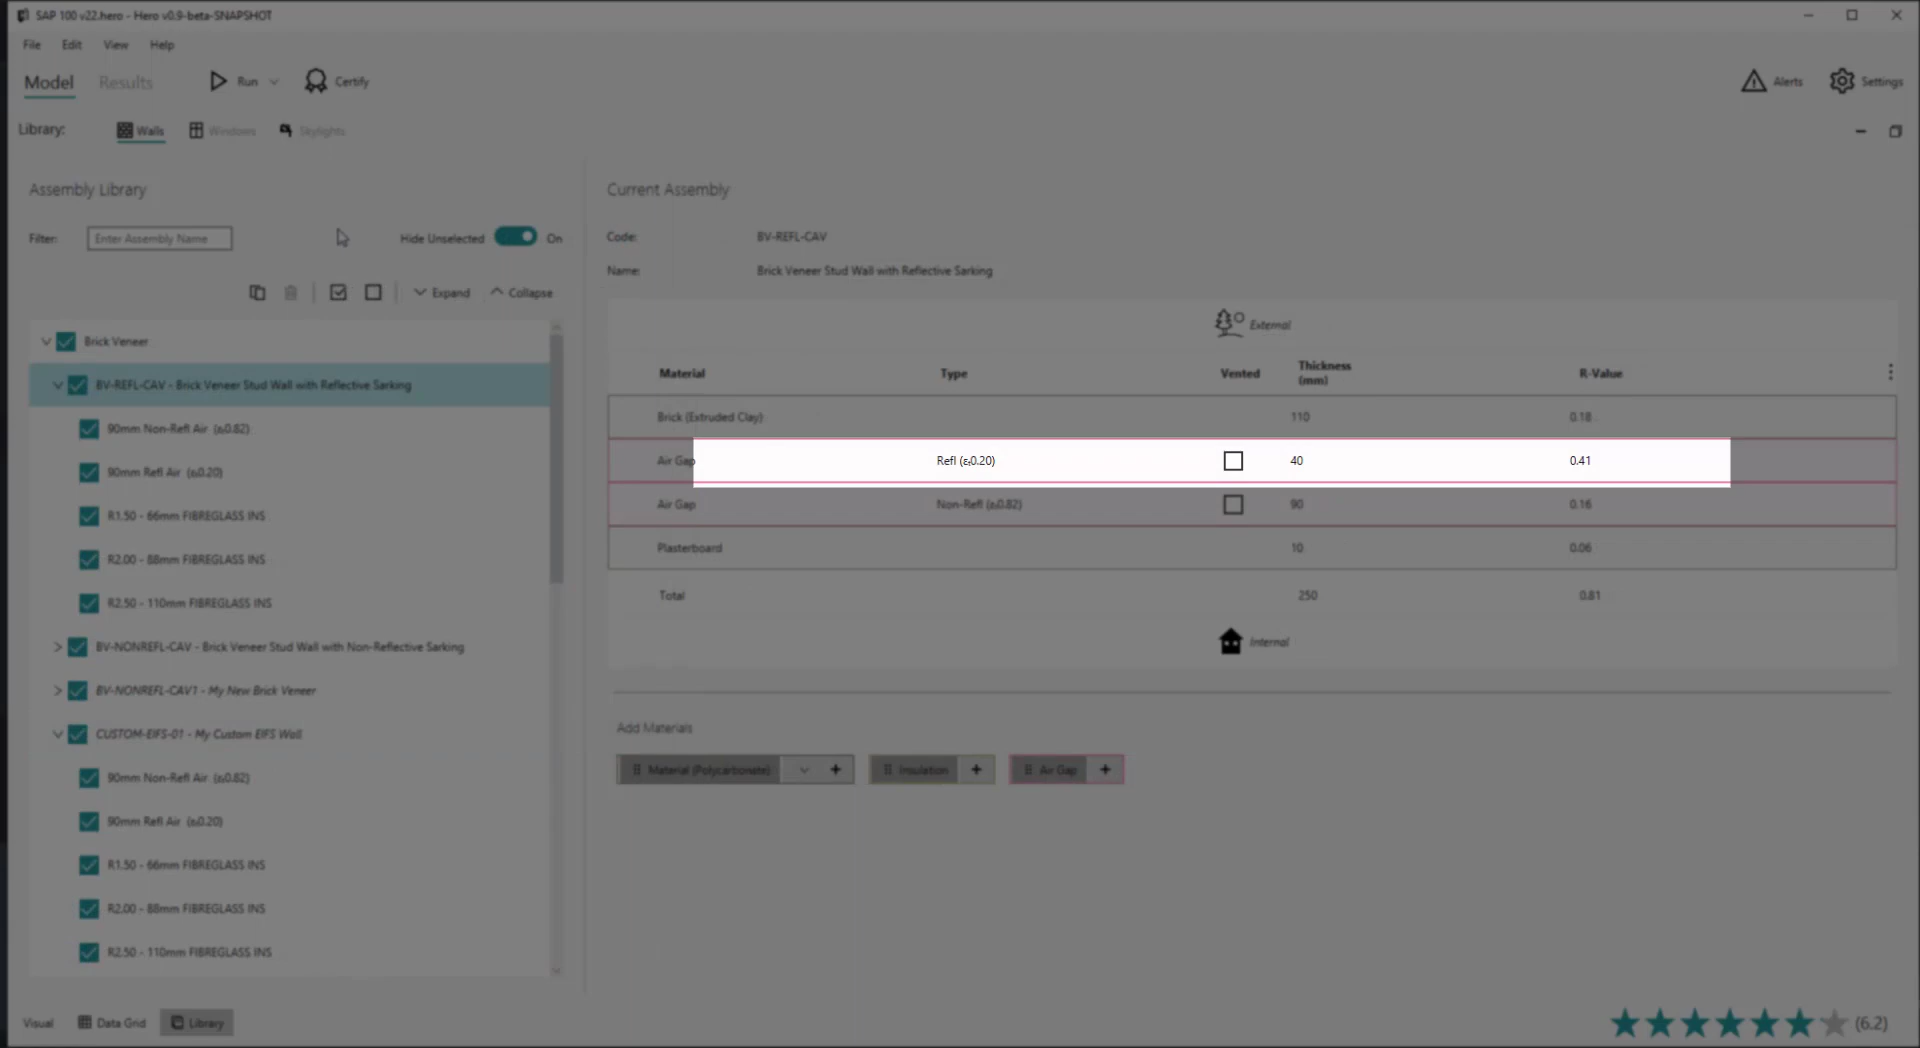 SAP 100 v22.hero - Hero v0.9-beta-SNAPSHOT
File Edit View Help
Model Results Run Certify Alerts Settings
Library: Walls Windows Skylights
Assembly Library
Filter: Enter Assembly Name Hide Unselected On
Expand Collapse
Brick Veneer
BV-REFL-CAV - Brick Veneer Stud Wall with Reflective Sarking
90mm Non-Refl Air (εᵢ0.82)
90mm Refl Air (εᵢ0.20)
R1.50 - 66mm FIBREGLASS INS
R2.00 - 88mm FIBREGLASS INS
R2.50 - 110mm FIBREGLASS INS
BV-NONREFL-CAV - Brick Veneer Stud Wall with Non-Reflective Sarking
BV-NONREFL-CAV1 - My New Brick Veneer
CUSTOM-EIFS-01 - My Custom EIFS Wall
90mm Non-Refl Air (εᵢ0.82)
90mm Refl Air (εᵢ0.20)
R1.50 - 66mm FIBREGLASS INS
R2.00 - 88mm FIBREGLASS INS
R2.50 - 110mm FIBREGLASS INS
Current Assembly
Code: BV-REFL-CAV
Name: Brick Veneer Stud Wall with Reflective Sarking
External
Material Type Vented Thickness (mm) R-Value
Brick (Extruded Clay) 110 0.18
Air Gap Refl (εᵢ0.20) 40 0.41
Air Gap Non-Refl (εᵢ0.82) 90 0.16
Plasterboard 10 0.06
Total 250 0.81
Internal
Add Materials
Material (Polycarbonate) Insulation Air Gap
Visual Data Grid Library
(6.2)